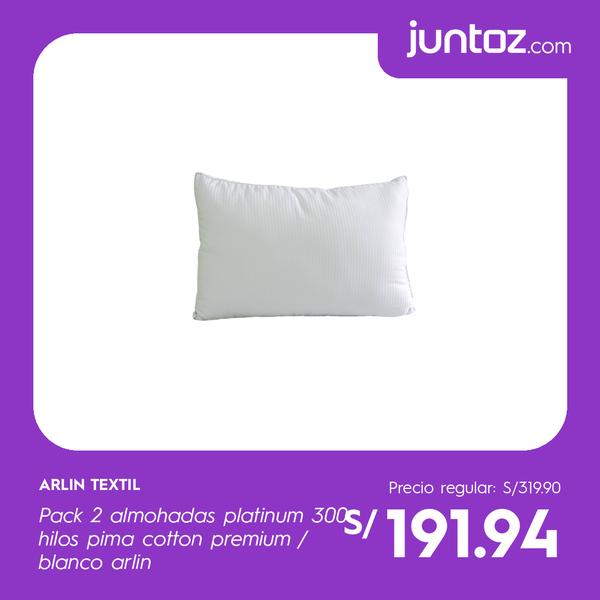 juntoz.com
ARLIN TEXTIL
Pack 2 almohadas platinum 300
hilos pima cotton premium /
blanco arlin
Precio regular: S/319.90
S/ 191.94